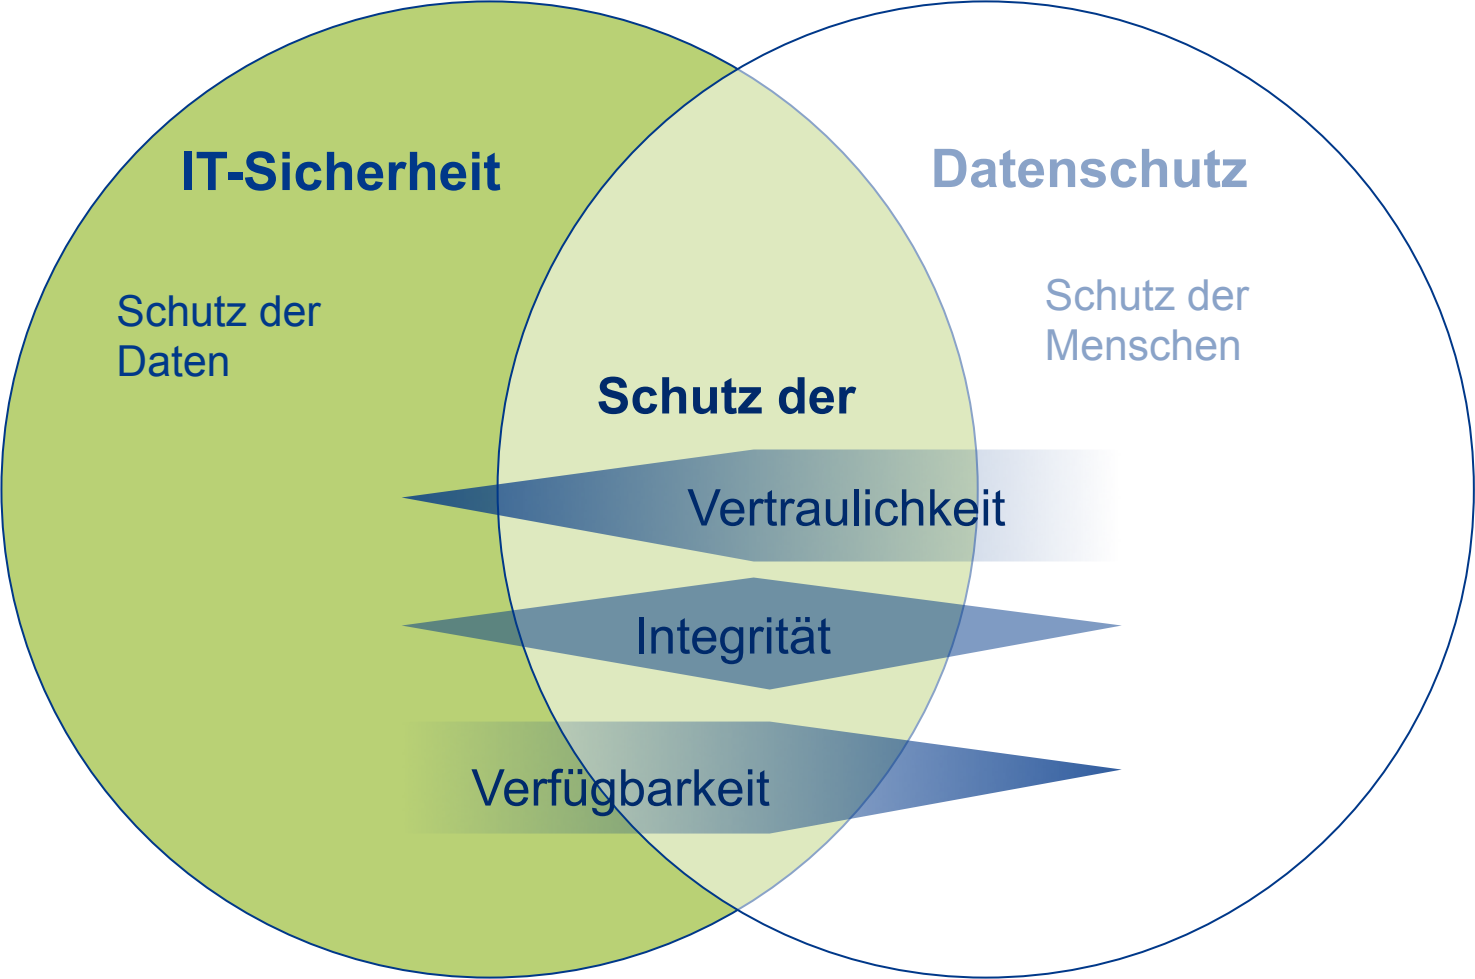 IT-Sicherheit
Datenschutz
Schutz der
Daten
Schutz der
Menschen
Schutz der
Vertraulichkeit
Integrität
Verfügbarkeit